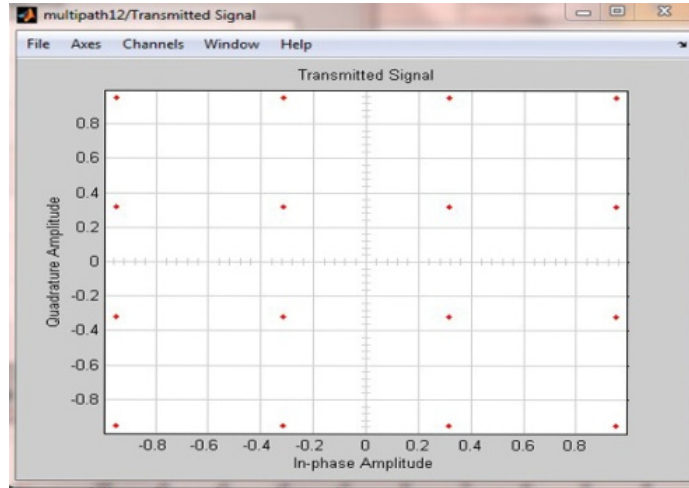 multipath12/Transmitted Signal
File Axes Channels Window Help
Transmitted Signal
Quadrature Amplitude
0.8
0.6
0.4
0.2
0
-0.2
-0.4
-0.6
-0.8
-0.8 -0.6 -0.4 -0.2 0 0.2 0.4 0.6 0.8
In-phase Amplitude